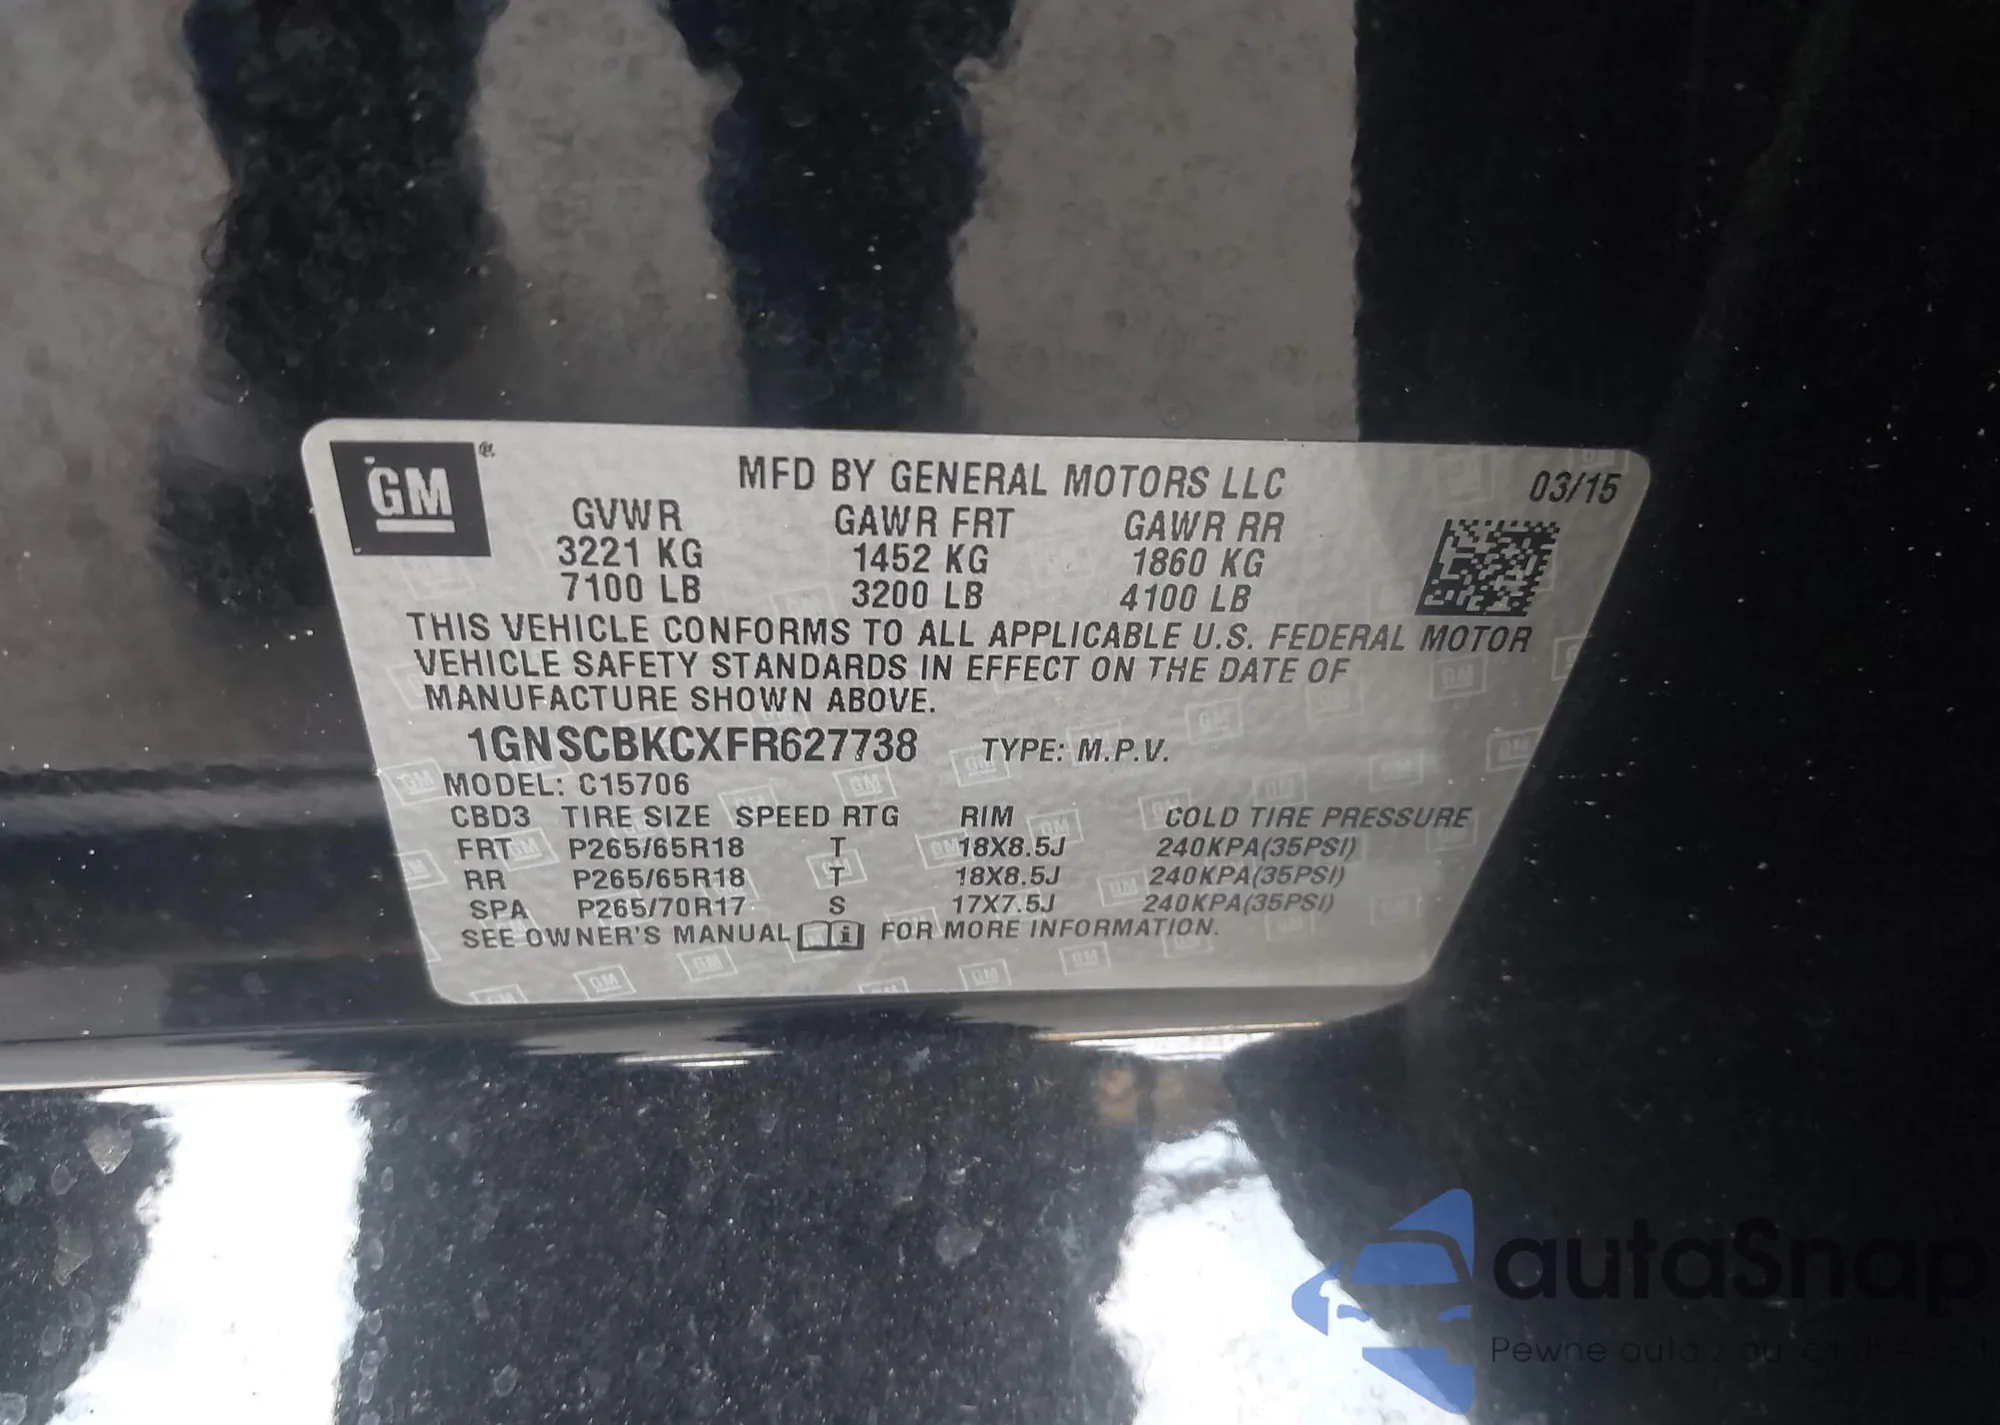 GM ®
MFD BY GENERAL MOTORS LLC 03/15
GVWR GAWR FRT GAWR RR
3221 KG 1452 KG 1860 KG
7100 LB 3200 LB 4100 LB
THIS VEHICLE CONFORMS TO ALL APPLICABLE U.S. FEDERAL MOTOR
VEHICLE SAFETY STANDARDS IN EFFECT ON THE DATE OF
MANUFACTURE SHOWN ABOVE.
1GNSCBKCXFR627738 TYPE: M.P.V.
MODEL: C15706
CBD3 TIRE SIZE SPEED RTG RIM COLD TIRE PRESSURE
FRT P265/65R18 T 18X8.5J 240KPA(35PSI)
RR P265/65R18 T 18X8.5J 240KPA(35PSI)
SPA P265/70R17 S 17X7.5J 240KPA(35PSI)
SEE OWNER'S MANUAL i FOR MORE INFORMATION.
autaSnap
Pewne auta z